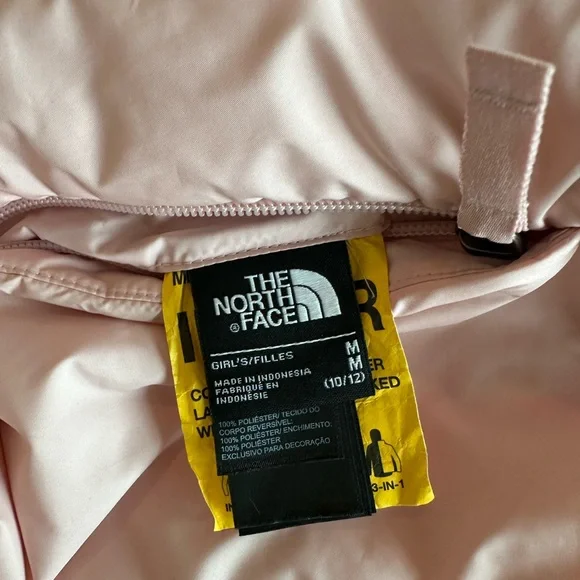 THE
NORTH
FACE
®
GIRL'S/FILLES M
M
MADE IN INDONESIA (10/12)
FABRIQUÉ EN
INDONÉSIE
100% POLIÉSTER/TECIDO DO
CORPO REVERSÍVEL:
100% POLIÉSTER/ENCHIMENTO:
100% POLIÉSTER
EXCLUSIVO PARA DECORAÇÃO
3-IN-1